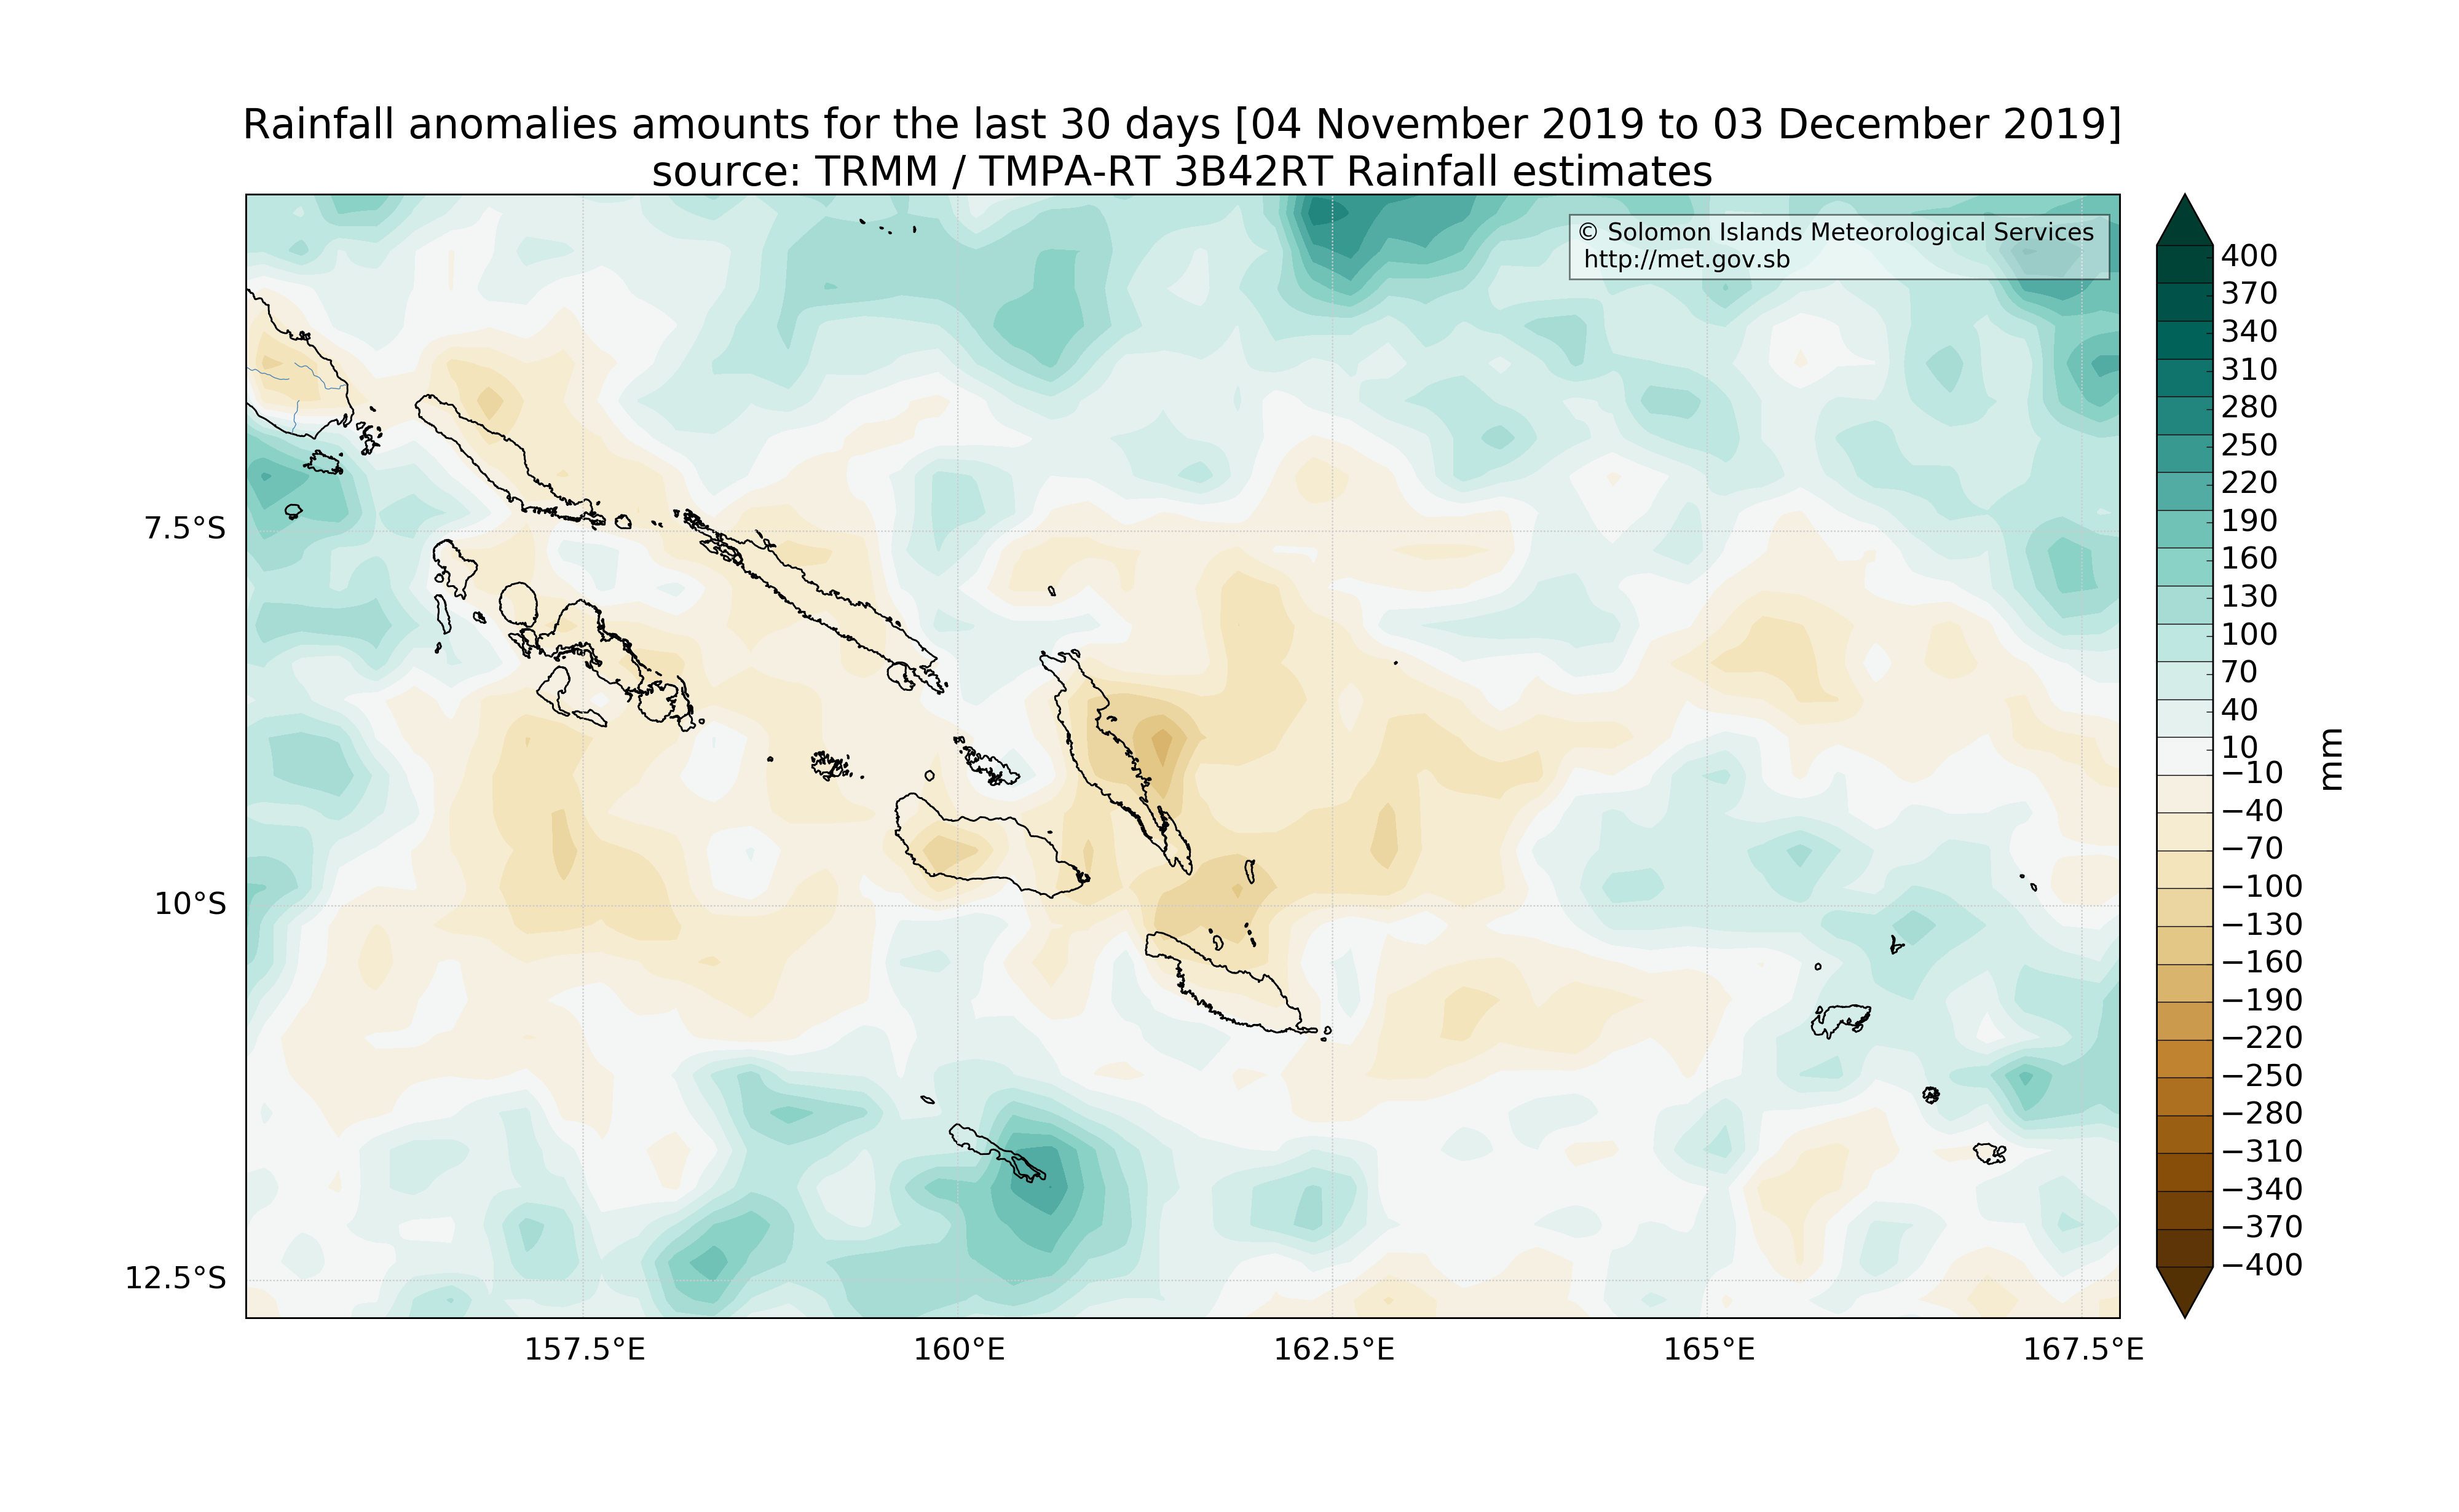 Rainfall anomalies amounts for the last 30 days [04 November 2019 to 03 December 2019]
source: TRMM / TMPA-RT 3B42RT Rainfall estimates
© Solomon Islands Meteorological Services
http://met.gov.sb
7.5°S
10°S
12.5°S
157.5°E
160°E
162.5°E
165°E
167.5°E
400
370
340
310
280
250
220
190
160
130
100
70
40
10
−10
−40
−70
−100
−130
−160
−190
−220
−250
−280
−310
−340
−370
−400
mm